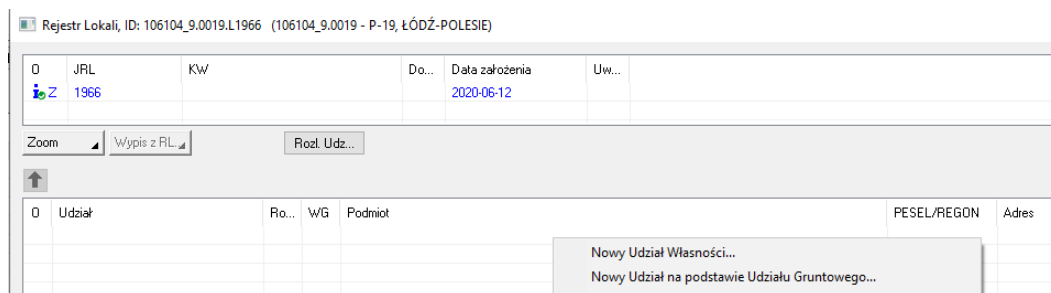 Rejestr Lokali, ID: 106104_9.0019.L1966 (106104_9.0019 - P-19, ŁÓDŹ-POLESIE)
O JRL KW Do... Data założenia Uw...
Z 1966 2020-06-12
Zoom Wypis z RL... Rozl. Udz...
O Udział Ro... WG Podmiot PESEL/REGON Adres
Nowy Udział Własności...
Nowy Udział na podstawie Udziału Gruntowego...